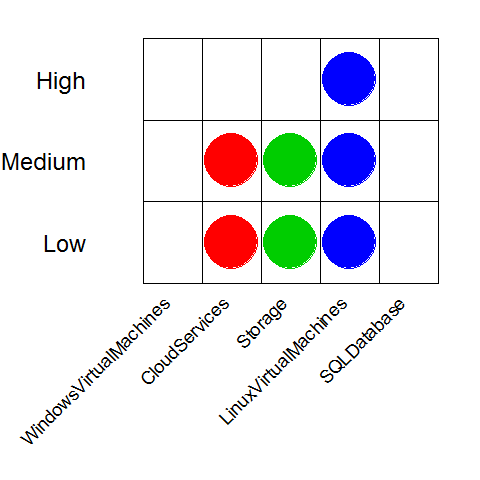 High
Medium
Low
WindowsVirtualMachines
CloudServices
Storage
LinuxVirtualMachines
SQLDatabase